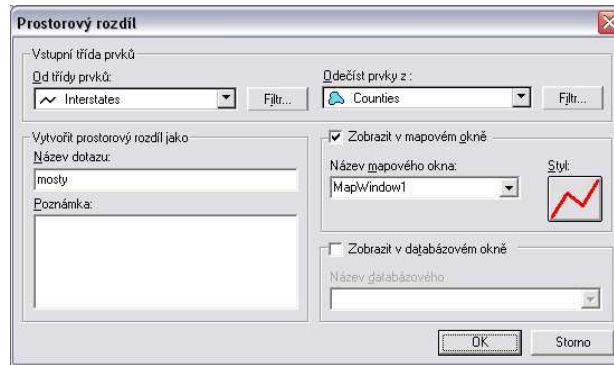 Prostorový rozdíl
Vstupní třída prvků
Od třídy prvků:
Interstates
Filtr...
Odečíst prvky z :
Counties
Filtr...
Vytvořit prostorový rozdíl jako
Název dotazu:
mosty
Poznámka:
Zobrazit v mapovém okně
Název mapového okna:
MapWindow1
Styl:
Zobrazit v databázovém okně
Název databázového
OK
Storno